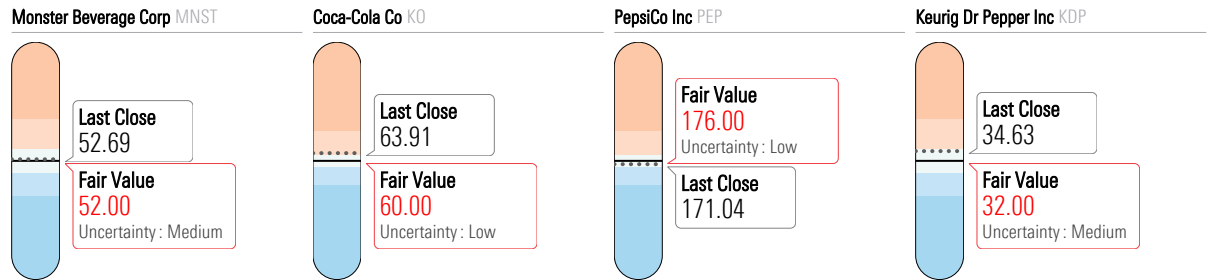 Monster Beverage Corp MNST
Last Close
52.69
Fair Value
52.00
Uncertainty : Medium
Coca-Cola Co KO
Last Close
63.91
Fair Value
60.00
Uncertainty : Low
PepsiCo Inc PEP
Fair Value
176.00
Uncertainty : Low
Last Close
171.04
Keurig Dr Pepper Inc KDP
Last Close
34.63
Fair Value
32.00
Uncertainty : Medium